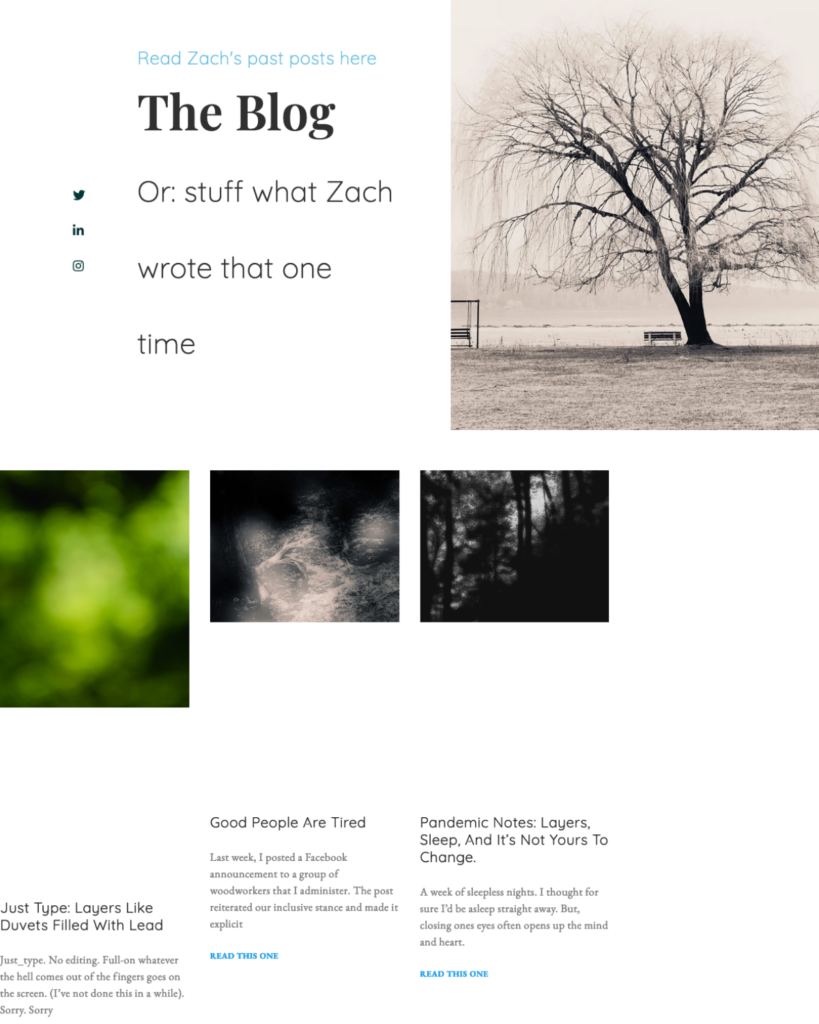 Read Zach's past posts here
The Blog
Or: stuff what Zach
wrote that one
time
Just Type: Layers Like
Duvets Filled With Lead
Just_type. No editing. Full-on whatever
the hell comes out of the fingers goes on
the screen. (I've not done this in a while).
Sorry. Sorry
Good People Are Tired
Last week, I posted a Facebook
announcement to a group of
woodworkers that I administer. The post
reiterated our inclusive stance and made it
explicit
READ THIS ONE
Pandemic Notes: Layers,
Sleep, And It's Not Yours To
Change.
A week of sleepless nights. I thought for
sure I'd be asleep straight away. But,
closing ones eyes often opens up the mind
and heart.
READ THIS ONE